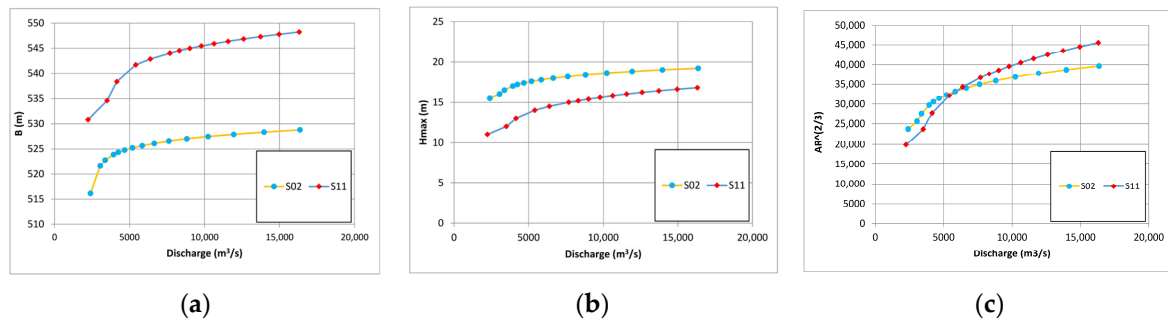 550
545
540
535
530
525
520
515
510
B (m)
0
5000
10,000
15,000
20,000
Discharge (m³/s)
S02
S11
(a)
25
20
15
10
5
0
Hmax (m)
0
5000
10,000
15,000
20,000
Discharge (m³/s)
S02
S11
(b)
45,000
40,000
45,000
35,000
30,000
25,000
20,000
15,000
10,000
5,000
0
AR^(2/3)
0
5000
10,000
15,000
20,000
Discharge (m3/s)
S02
S11
(c)